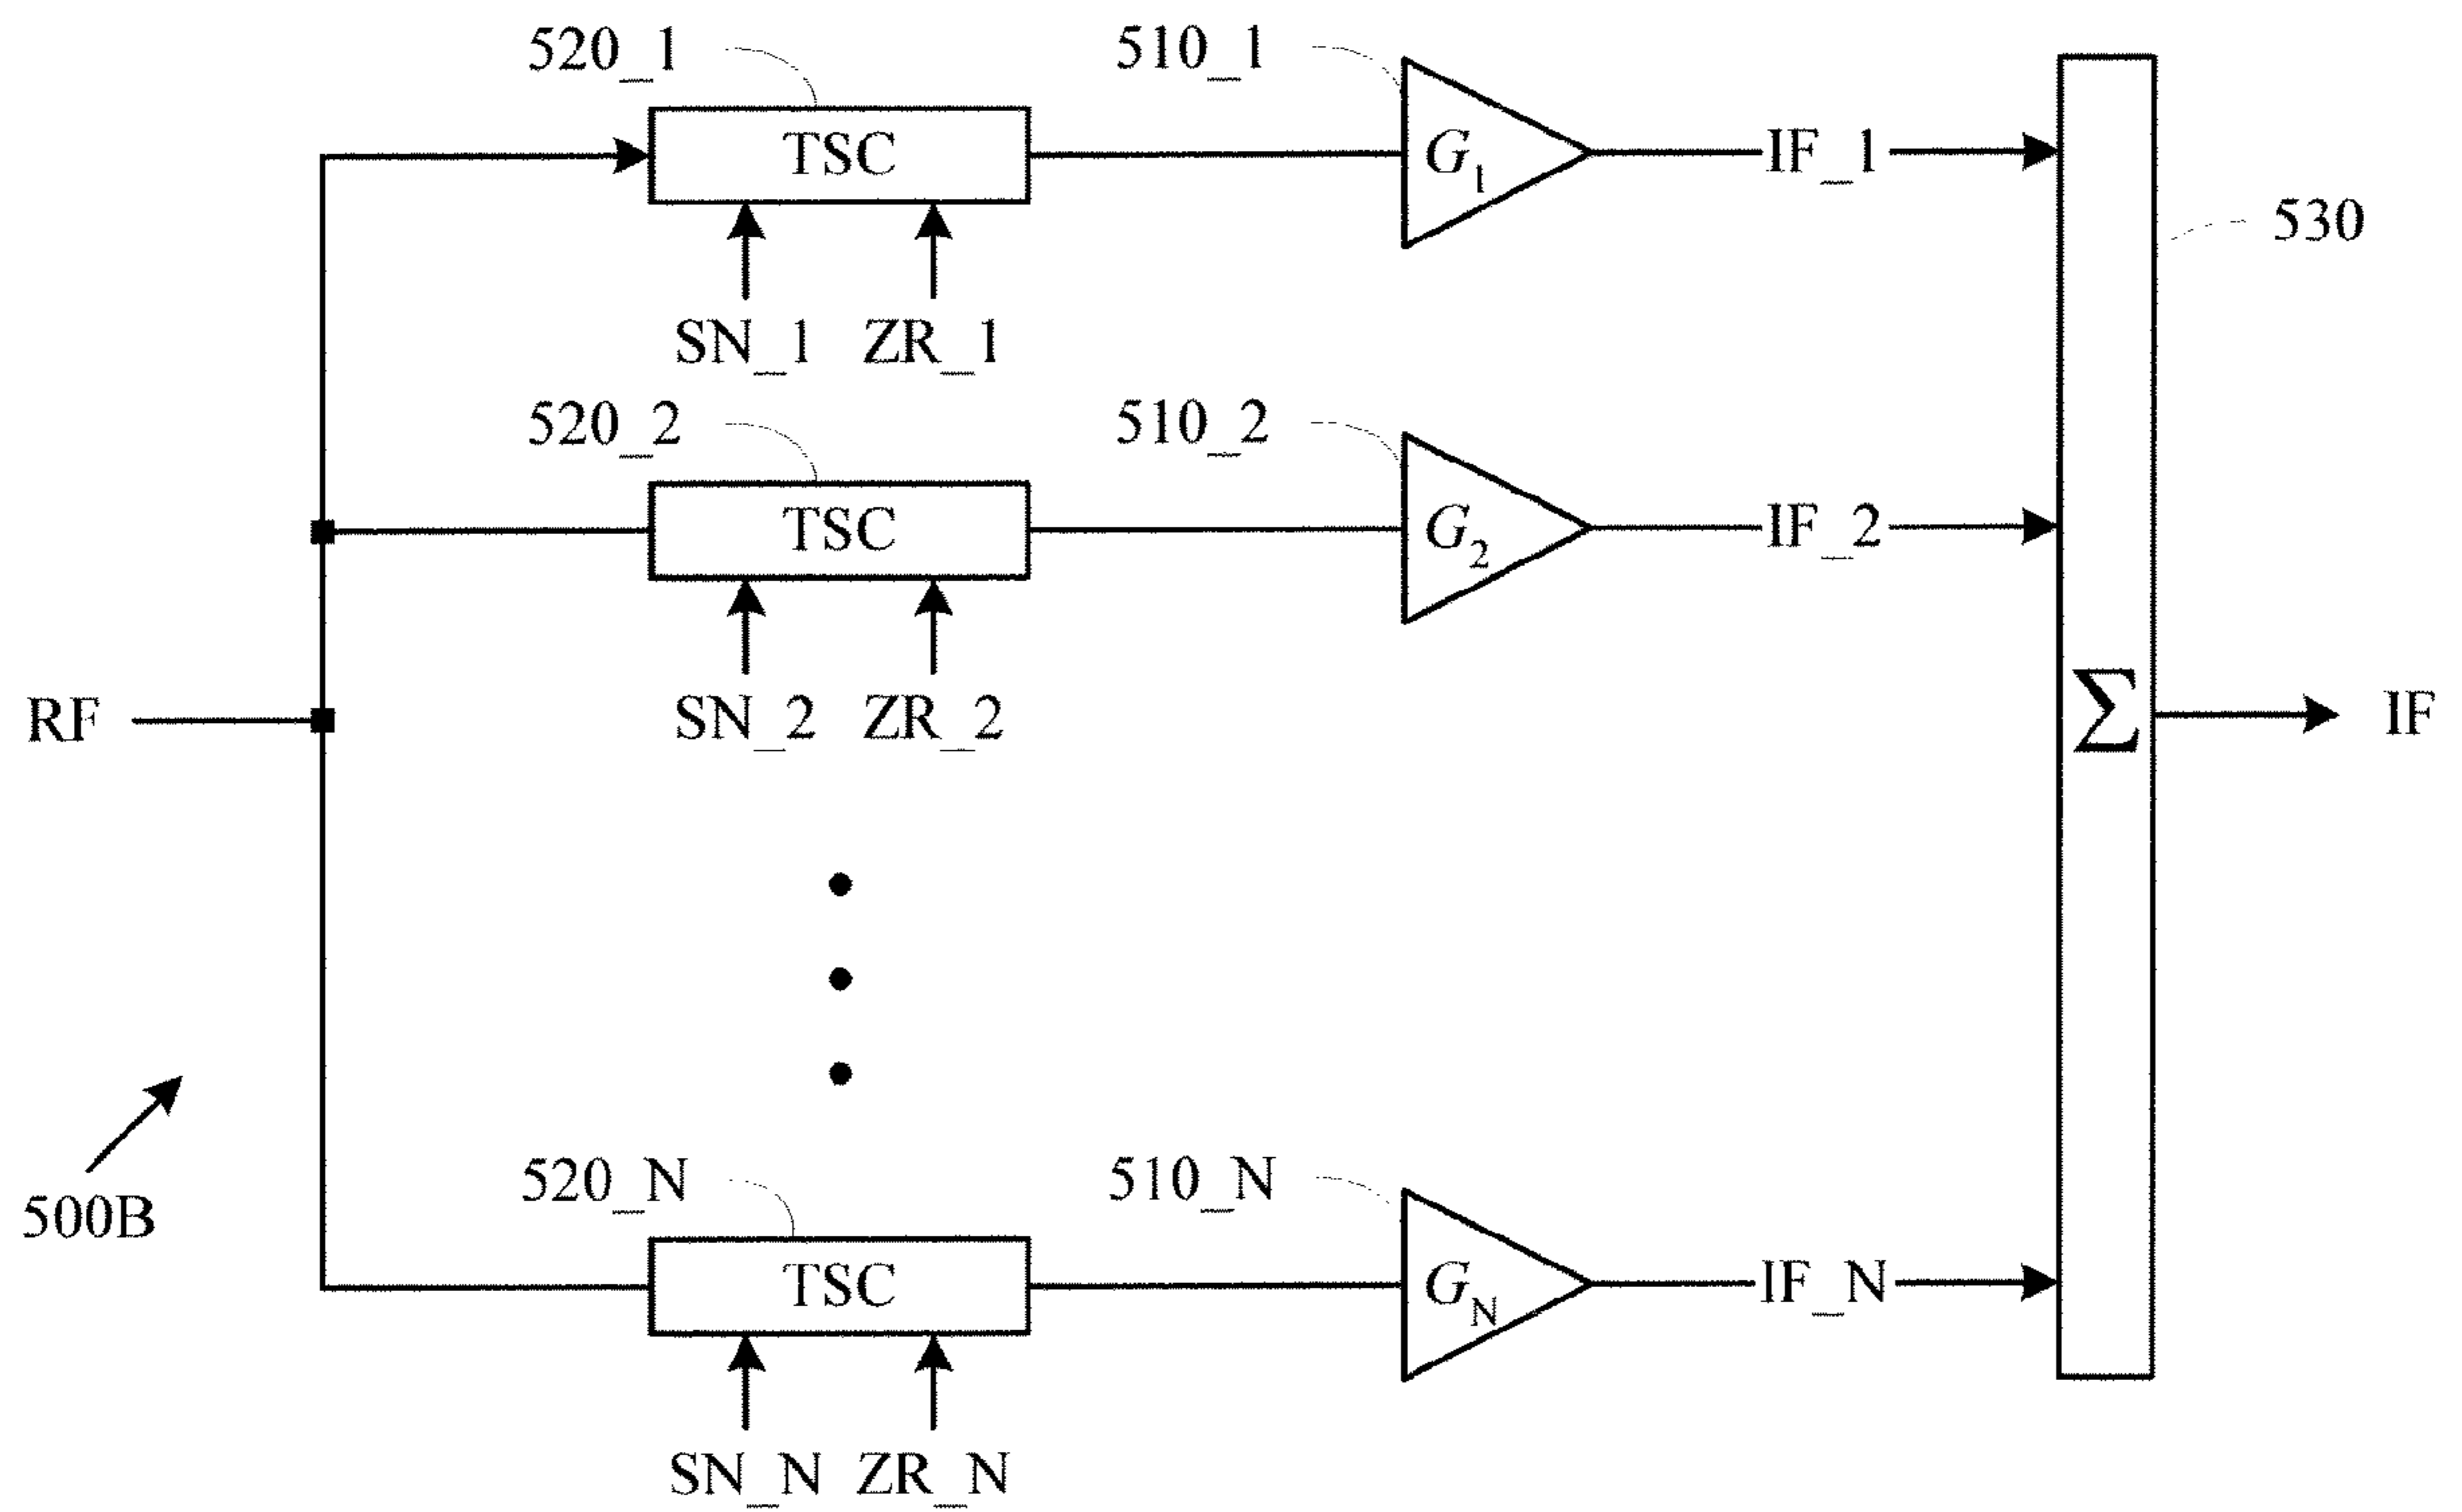 520_1
510_1
TSC
G1
IF_1
530
SN_1 ZR_1
520_2
510_2
TSC
G2
IF_2
SN_2 ZR_2
RF
Σ
IF
520_N
510_N
500B
TSC
GN
IF_N
SN_N ZR_N